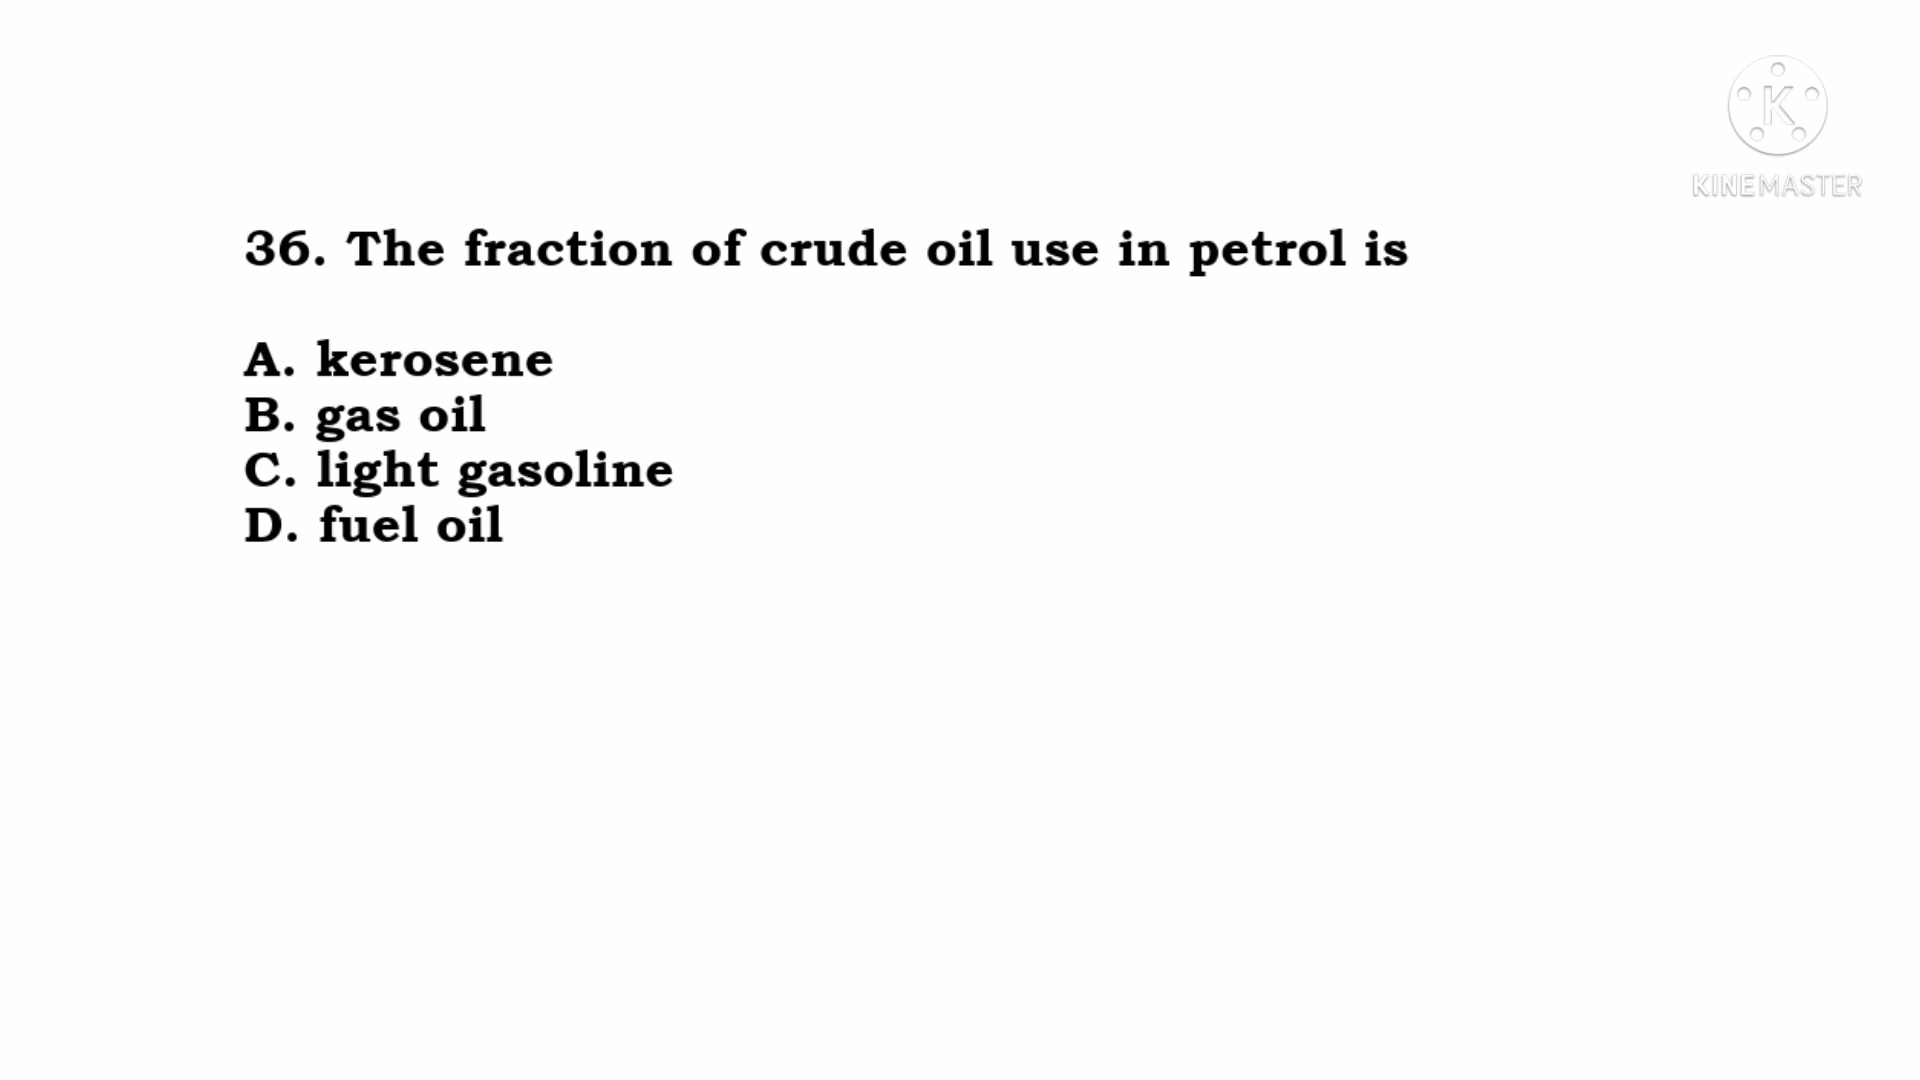 K
KINEMASTER
36. The fraction of crude oil use in petrol is
A. kerosene
B. gas oil
C. light gasoline
D. fuel oil